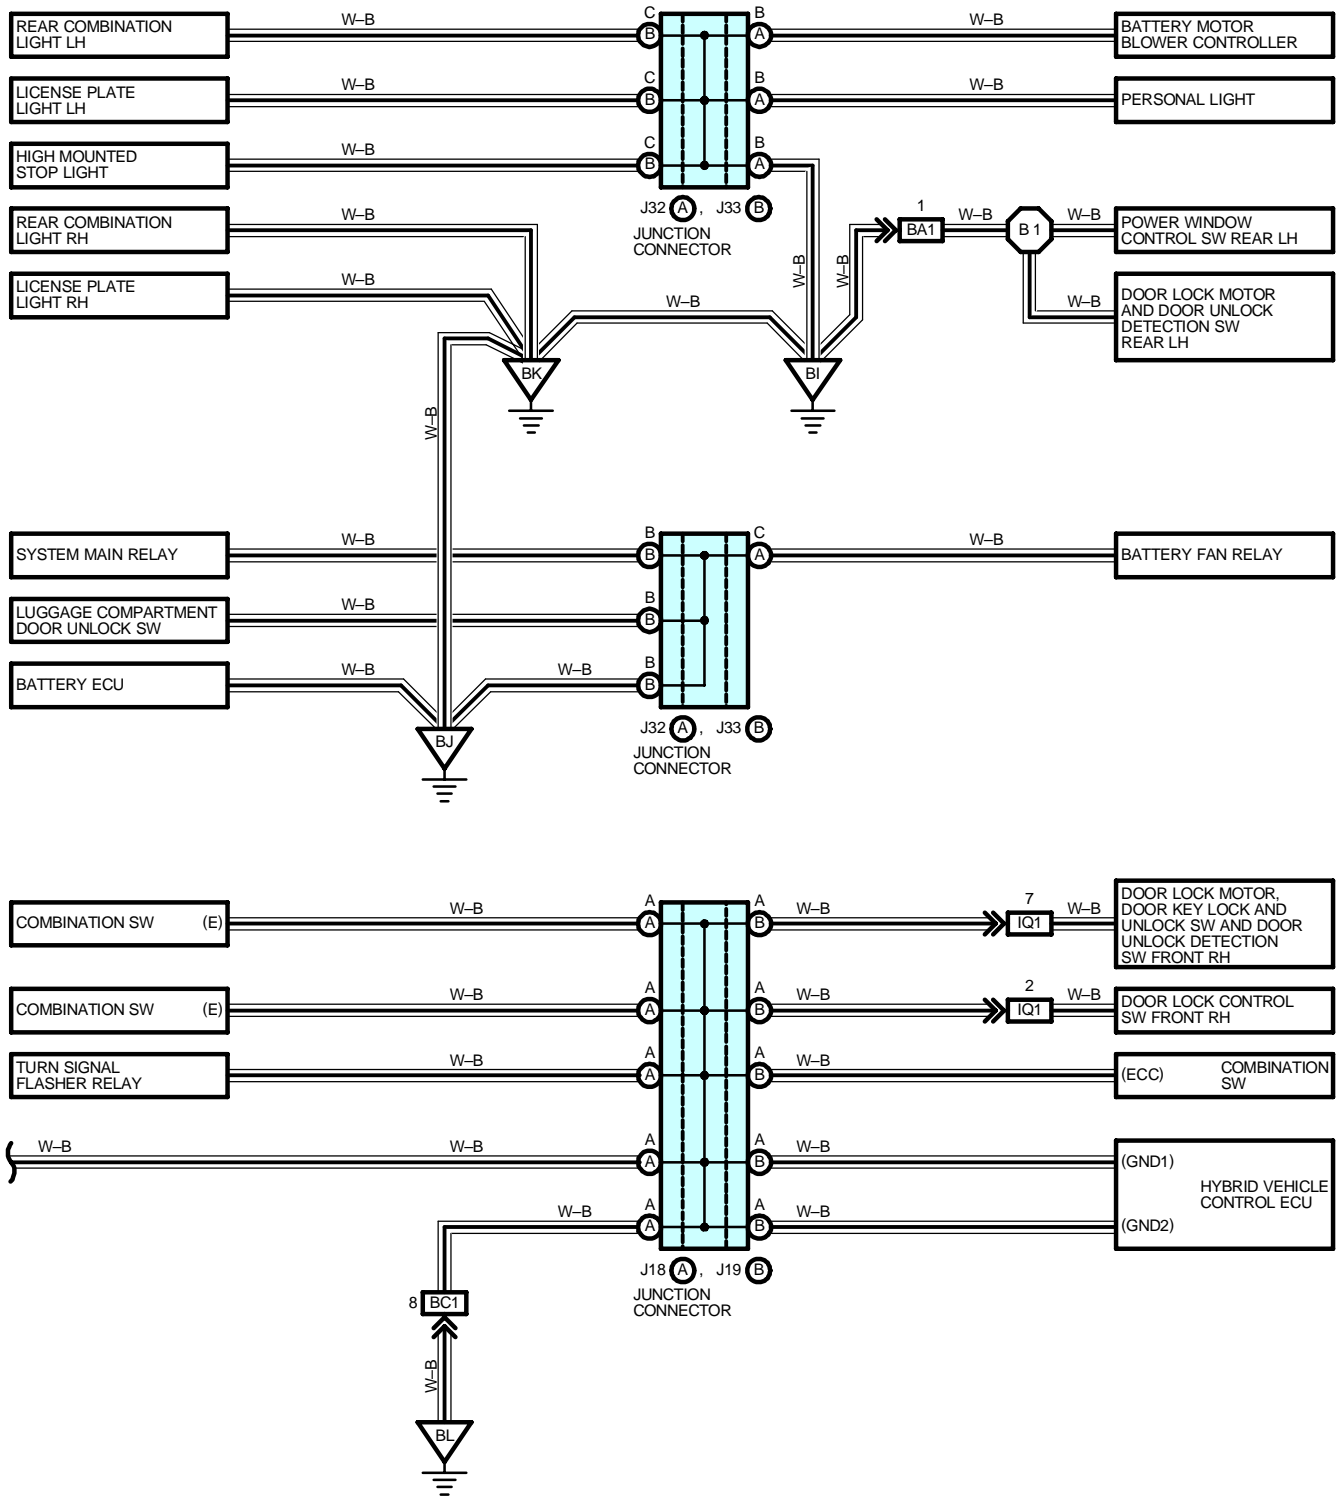 C B
W–B W–B
REAR COMBINATION
LIGHT LH
B A
BATTERY MOTOR
BLOWER CONTROLLER
C B
W–B W–B
LICENSE PLATE
LIGHT LH
B A
PERSONAL LIGHT
C B
W–B
HIGH MOUNTED
STOP LIGHT
B A
J32 A , J33 B
JUNCTION
CONNECTOR
W–B
REAR COMBINATION
LIGHT RH
1
W–B W–B
BA1 B 1
POWER WINDOW
CONTROL SW REAR LH
W–B
LICENSE PLATE
LIGHT RH
W–B
W–B
W–B
W–B
DOOR LOCK MOTOR
AND DOOR UNLOCK
DETECTION SW
REAR LH
BK BI
W–B
B C
W–B W–B
SYSTEM MAIN RELAY
B A
BATTERY FAN RELAY
W–B B
LUGGAGE COMPARTMENT
DOOR UNLOCK SW
B
W–B W–B B
BATTERY ECU
B
BJ
J32 A , J33 B
JUNCTION
CONNECTOR
A A 7
W–B W–B W–B
COMBINATION SW (E)
A B IQ1
DOOR LOCK MOTOR,
DOOR KEY LOCK AND
UNLOCK SW AND DOOR
UNLOCK DETECTION
SW FRONT RH
A A 2
W–B W–B W–B
COMBINATION SW (E)
A B IQ1
DOOR LOCK CONTROL
SW FRONT RH
A A
W–B W–B
TURN SIGNAL
FLASHER RELAY
A B
(ECC) COMBINATION
SW
A A
W–B W–B W–B
A B
(GND1)
HYBRID VEHICLE
CONTROL ECU
A A
W–B W–B
A B
(GND2)
J18 A , J19 B
JUNCTION
CONNECTOR
8 BC1
W–B
BL